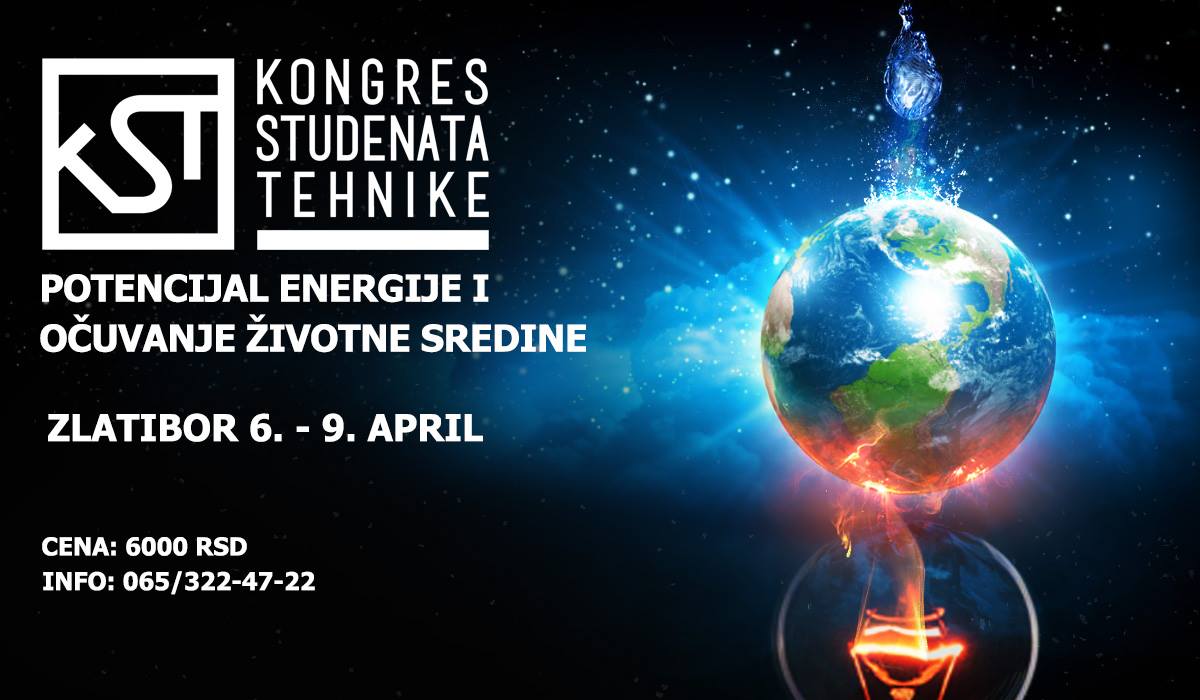 KST
KONGRES
STUDENATA
TEHNIKE
POTENCIJAL ENERGIJE I
OČUVANJE ŽIVOTNE SREDINE
ZLATIBOR 6. - 9. APRIL
CENA: 6000 RSD
INFO: 065/322-47-22